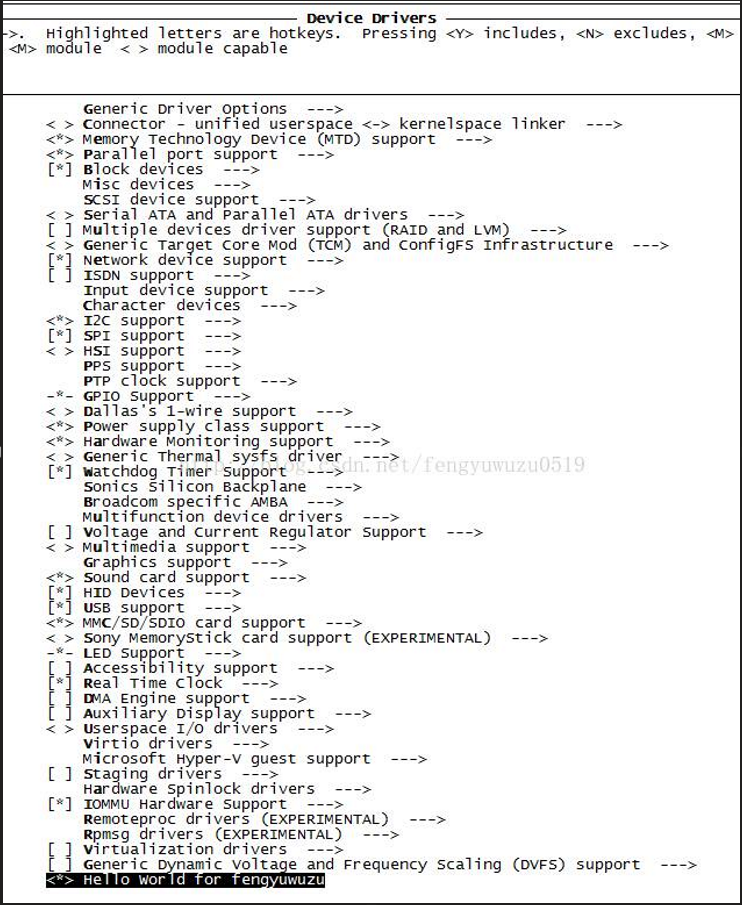 Device Drivers
->.  Highlighted letters are hotkeys.  Pressing <Y> includes, <N> excludes, <M>
<M> module  < > module capable
Generic Driver Options  --->
< > Connector - unified userspace <-> kernelspace linker  --->
<*> Memory Technology Device (MTD) support  --->
<*> Parallel port support  --->
[*] Block devices  --->
Misc devices  --->
SCSI device support  --->
< > Serial ATA and Parallel ATA drivers  --->
[ ] Multiple devices driver support (RAID and LVM)  --->
< > Generic Target Core Mod (TCM) and ConfigFS Infrastructure  --->
[*] Network device support  --->
[ ] ISDN support  --->
Input device support  --->
Character devices  --->
<*> I2C support  --->
[*] SPI support  --->
< > HSI support  --->
PPS support  --->
PTP clock support  --->
-*- GPIO Support  --->
< > Dallas's 1-wire support  --->
<*> Power supply class support  --->
<*> Hardware Monitoring support  --->
< > Generic Thermal sysfs driver  --->
http://blog.csdn.net/fengyuwuzu0519
[*] Watchdog Timer Support  --->
Sonics Silicon Backplane  --->
Broadcom specific AMBA  --->
Multifunction device drivers  --->
[ ] Voltage and Current Regulator Support  --->
< > Multimedia support  --->
Graphics support  --->
<*> Sound card support  --->
[*] HID Devices  --->
[*] USB support  --->
<*> MMC/SD/SDIO card support  --->
< > Sony MemoryStick card support (EXPERIMENTAL)  --->
-*- LED Support  --->
[ ] Accessibility support  --->
[*] Real Time Clock  --->
[ ] DMA Engine support  --->
[ ] Auxiliary Display support  --->
< > Userspace I/O drivers  --->
Virtio drivers  --->
Microsoft Hyper-V guest support  --->
[ ] Staging drivers  --->
Hardware Spinlock drivers  --->
[*] IOMMU Hardware Support  --->
Remoteproc drivers (EXPERIMENTAL)  --->
Rpmsg drivers (EXPERIMENTAL)  --->
[ ] Virtualization drivers  --->
[ ] Generic Dynamic Voltage and Frequency Scaling (DVFS) support  --->
<*> Hello World for fengyuwuzu